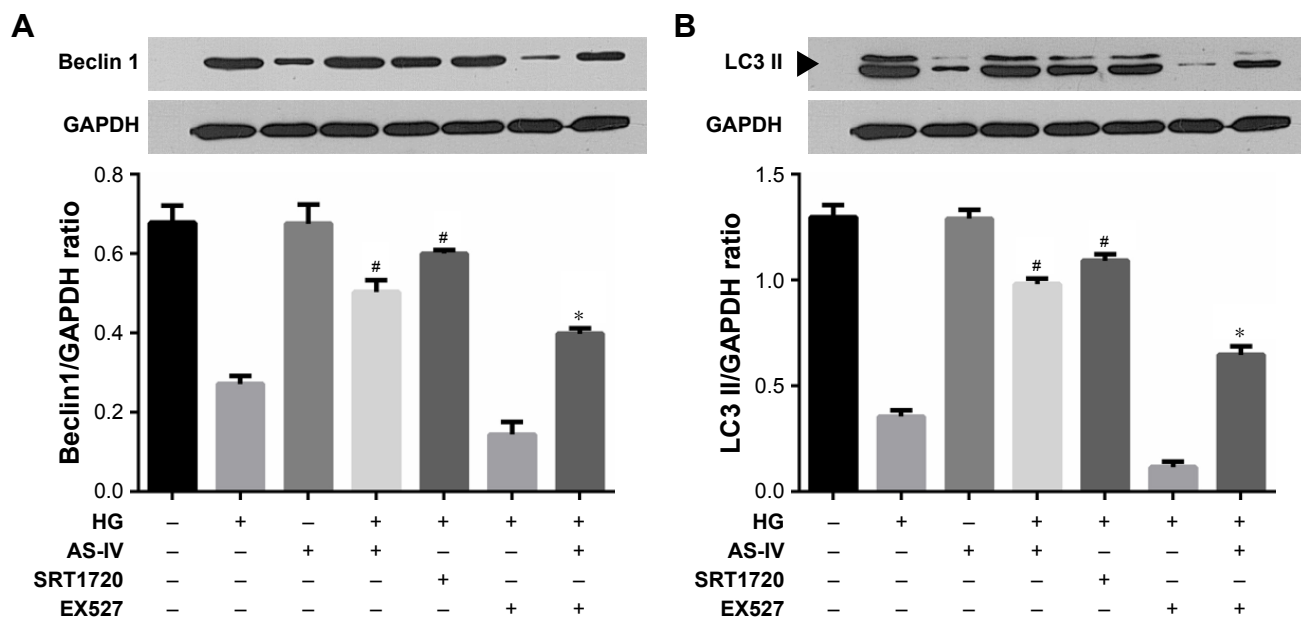 A
Beclin 1
GAPDH
0.8
0.6
0.4
0.2
0.0
Beclin1/GAPDH ratio
#
#
*
HG – + – + + + +
AS-IV – – + + – – +
SRT1720 – – – – + – –
EX527 – – – – – + +
B
LC3 II
GAPDH
1.5
1.0
0.5
0.0
LC3 II/GAPDH ratio
#
#
*
HG – + – + + + +
AS-IV – – + + – – +
SRT1720 – – – – + – –
EX527 – – – – – + +